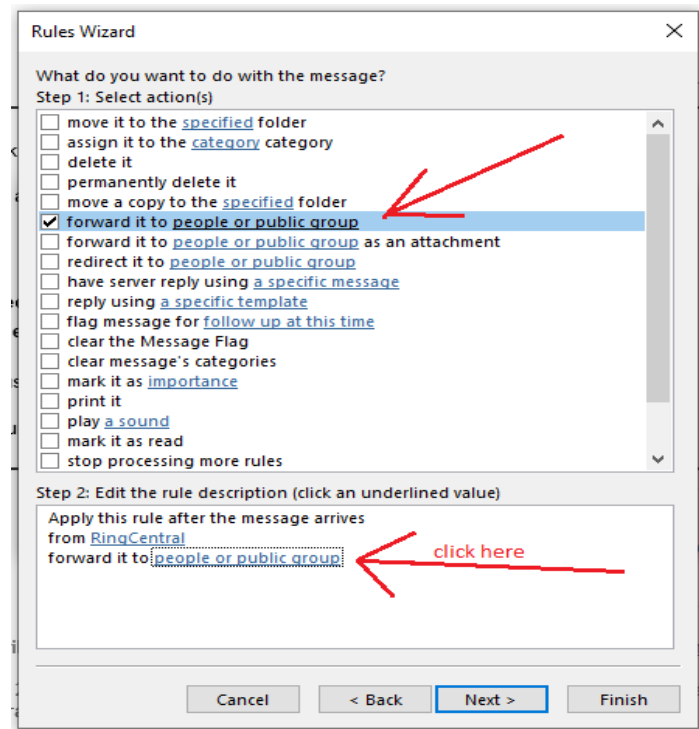 Rules Wizard
What do you want to do with the message?
Step 1: Select action(s)
move it to the specified folder
assign it to the category category
delete it
permanently delete it
move a copy to the specified folder
forward it to people or public group
forward it to people or public group as an attachment
redirect it to people or public group
have server reply using a specific message
reply using a specific template
flag message for follow up at this time
clear the Message Flag
clear message's categories
mark it as importance
print it
play a sound
mark it as read
stop processing more rules
Step 2: Edit the rule description (click an underlined value)
Apply this rule after the message arrives
from RingCentral
forward it to people or public group
click here
Cancel
< Back
Next >
Finish